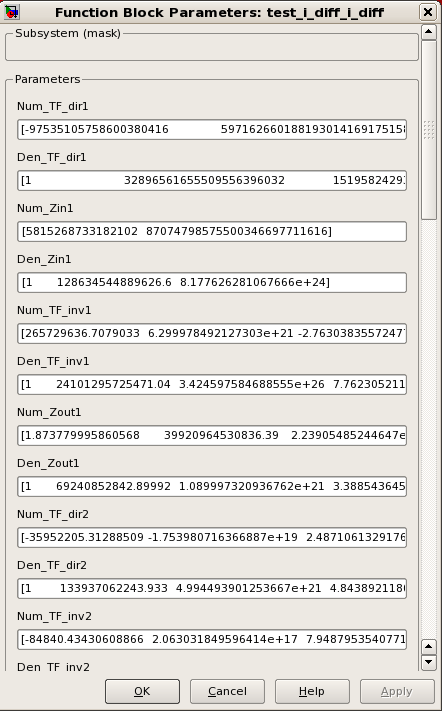 Function Block Parameters: test_i_diff_i_diff
Subsystem (mask)
Parameters
Num_TF_dir1
[-97535105758600380416 597162660188193014169175158
Den_TF_dir1
[1 32896561655509556396032 15195824293
Num_Zin1
[5815268733182102 87074798575500346697711616]
Den_Zin1
[1 128634544889626.6 8.177626281067666e+24]
Num_TF_inv1
[265729636.7079033 6.299978492127303e+21 -2.76303835572477
Den_TF_inv1
[1 24101295725471.04 3.424597584688555e+26 7.762305211
Num_Zout1
[1.873779995860568 39920964530836.39 2.23905485244647e
Den_Zout1
[1 69240852842.89992 1.089997320936762e+21 3.388543645
Num_TF_dir2
[-35952205.31288509 -1.753980716366887e+19 2.4871061329176
Den_TF_dir2
[1 133937062243.933 4.994493901253667e+21 4.8438921180
Num_TF_inv2
[-84840.43430608866 2.063031849596414e+17 7.9487953540771
Den_TF_inv2
OK Cancel Help Apply